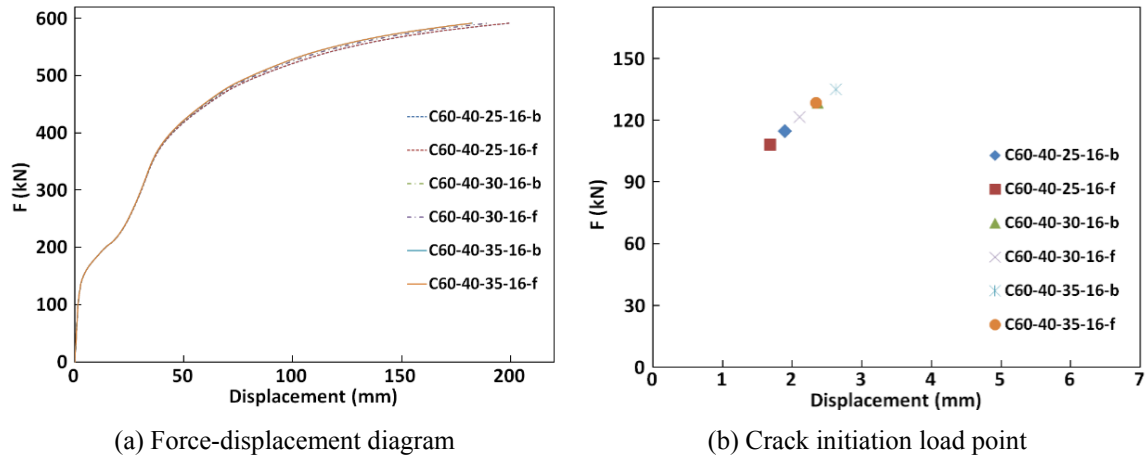 600
500
400
300
200
100
0
F (kN)
0
50
100
150
200
Displacement (mm)
C60-40-25-16-b
C60-40-25-16-f
C60-40-30-16-b
C60-40-30-16-f
C60-40-35-16-b
C60-40-35-16-f
(a) Force-displacement diagram
150
120
90
60
30
0
F (kN)
0
1
2
3
4
5
6
7
Displacement (mm)
C60-40-25-16-b
C60-40-25-16-f
C60-40-30-16-b
C60-40-30-16-f
C60-40-35-16-b
C60-40-35-16-f
(b) Crack initiation load point